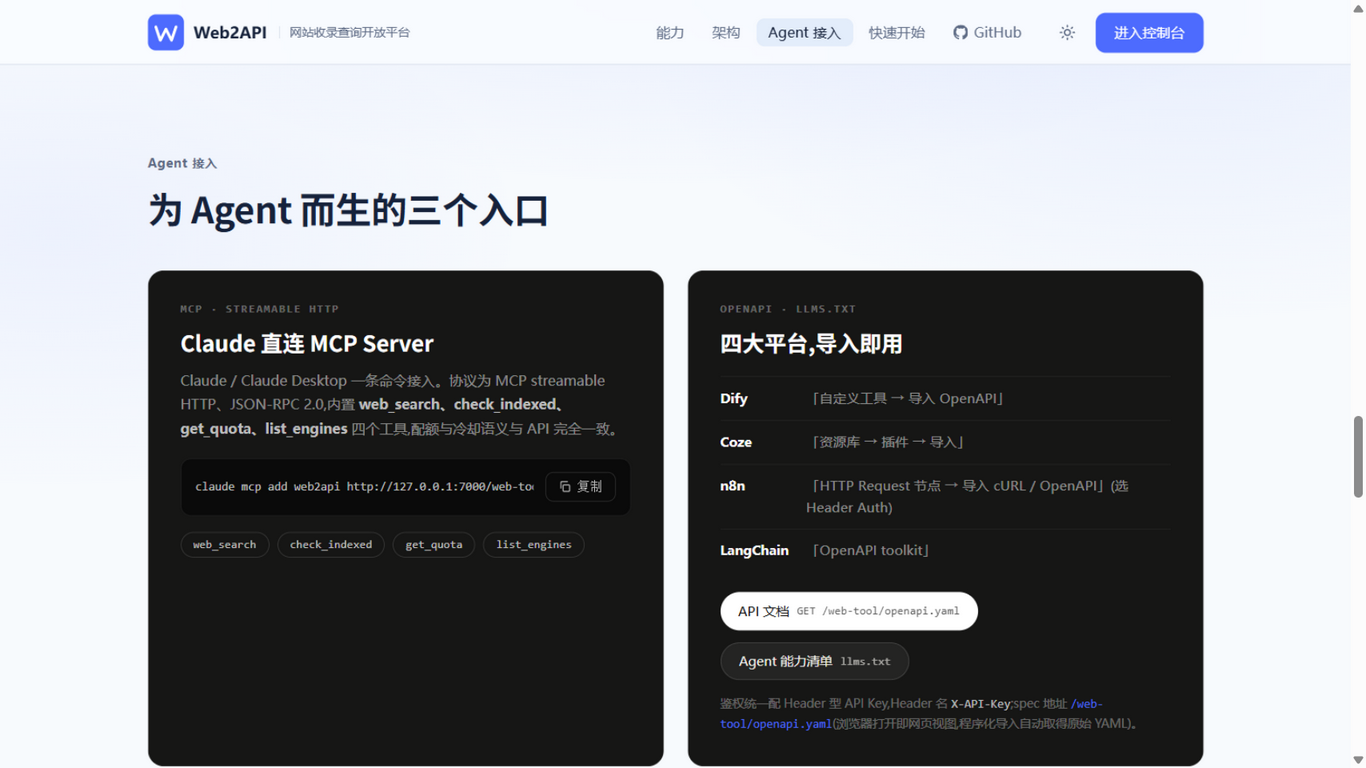 Web2API
网站收录查询开放平台
能力
架构
Agent 接入
快速开始
GitHub
进入控制台
Agent 接入
为 Agent 而生的三个入口
MCP · STREAMABLE HTTP
Claude 直连 MCP Server
Claude / Claude Desktop 一条命令接入。协议为 MCP streamable
HTTP、JSON-RPC 2.0,内置 web_search、check_indexed、
get_quota、list_engines 四个工具,配额与冷却语义与 API 完全一致。
claude mcp add web2api http://127.0.0.1:7000/web-to
复制
web_search
check_indexed
get_quota
list_engines
OPENAPI · LLMS.TXT
四大平台,导入即用
Dify 「自定义工具 → 导入 OpenAPI」
Coze 「资源库 → 插件 → 导入」
n8n 「HTTP Request 节点 → 导入 cURL / OpenAPI」(选
Header Auth)
LangChain 「OpenAPI toolkit」
API 文档 GET /web-tool/openapi.yaml
Agent 能力清单 llms.txt
鉴权统一配 Header 型 API Key,Header 名 X-API-Key;spec 地址 /web-
tool/openapi.yaml(浏览器打开即网页视图,程序化导入自动取得原始 YAML)。